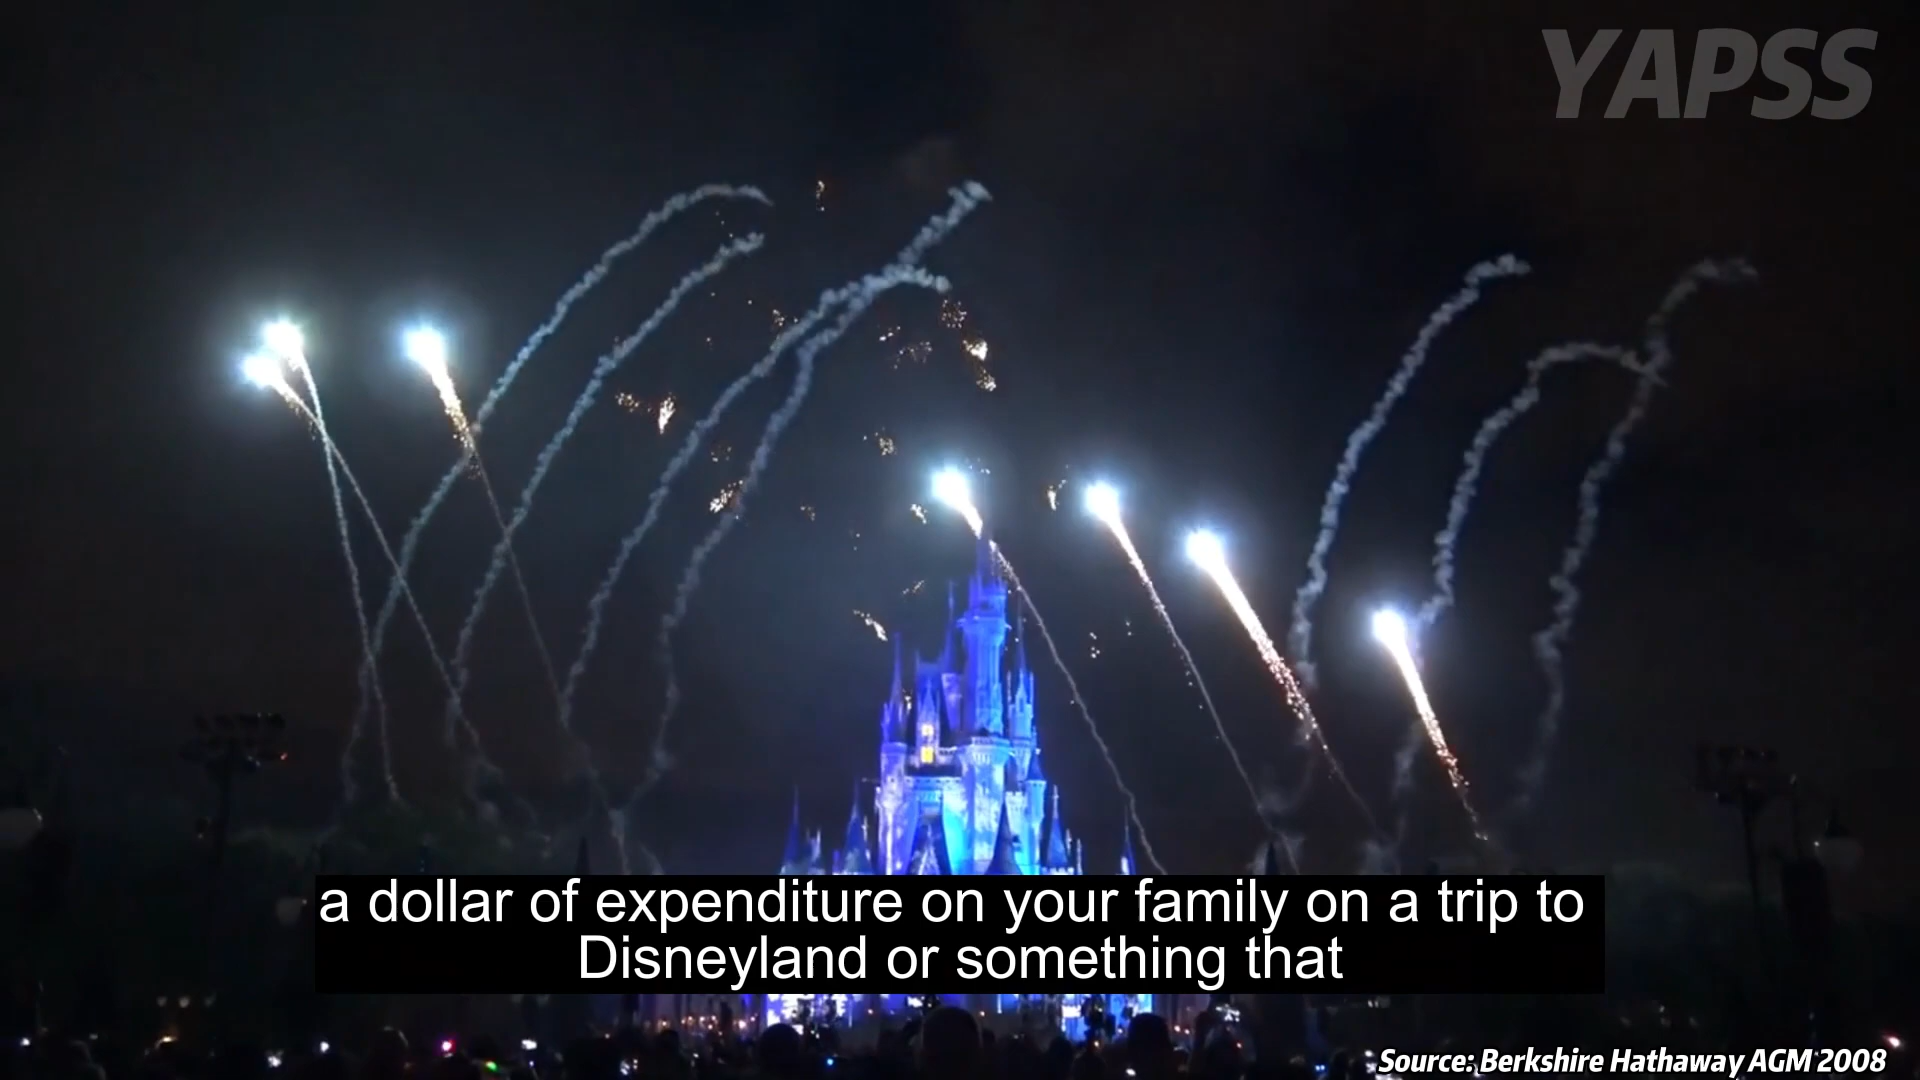 YAPSS
a dollar of expenditure on your family on a trip to
Disneyland or something that
Source: Berkshire Hathaway AGM 2008